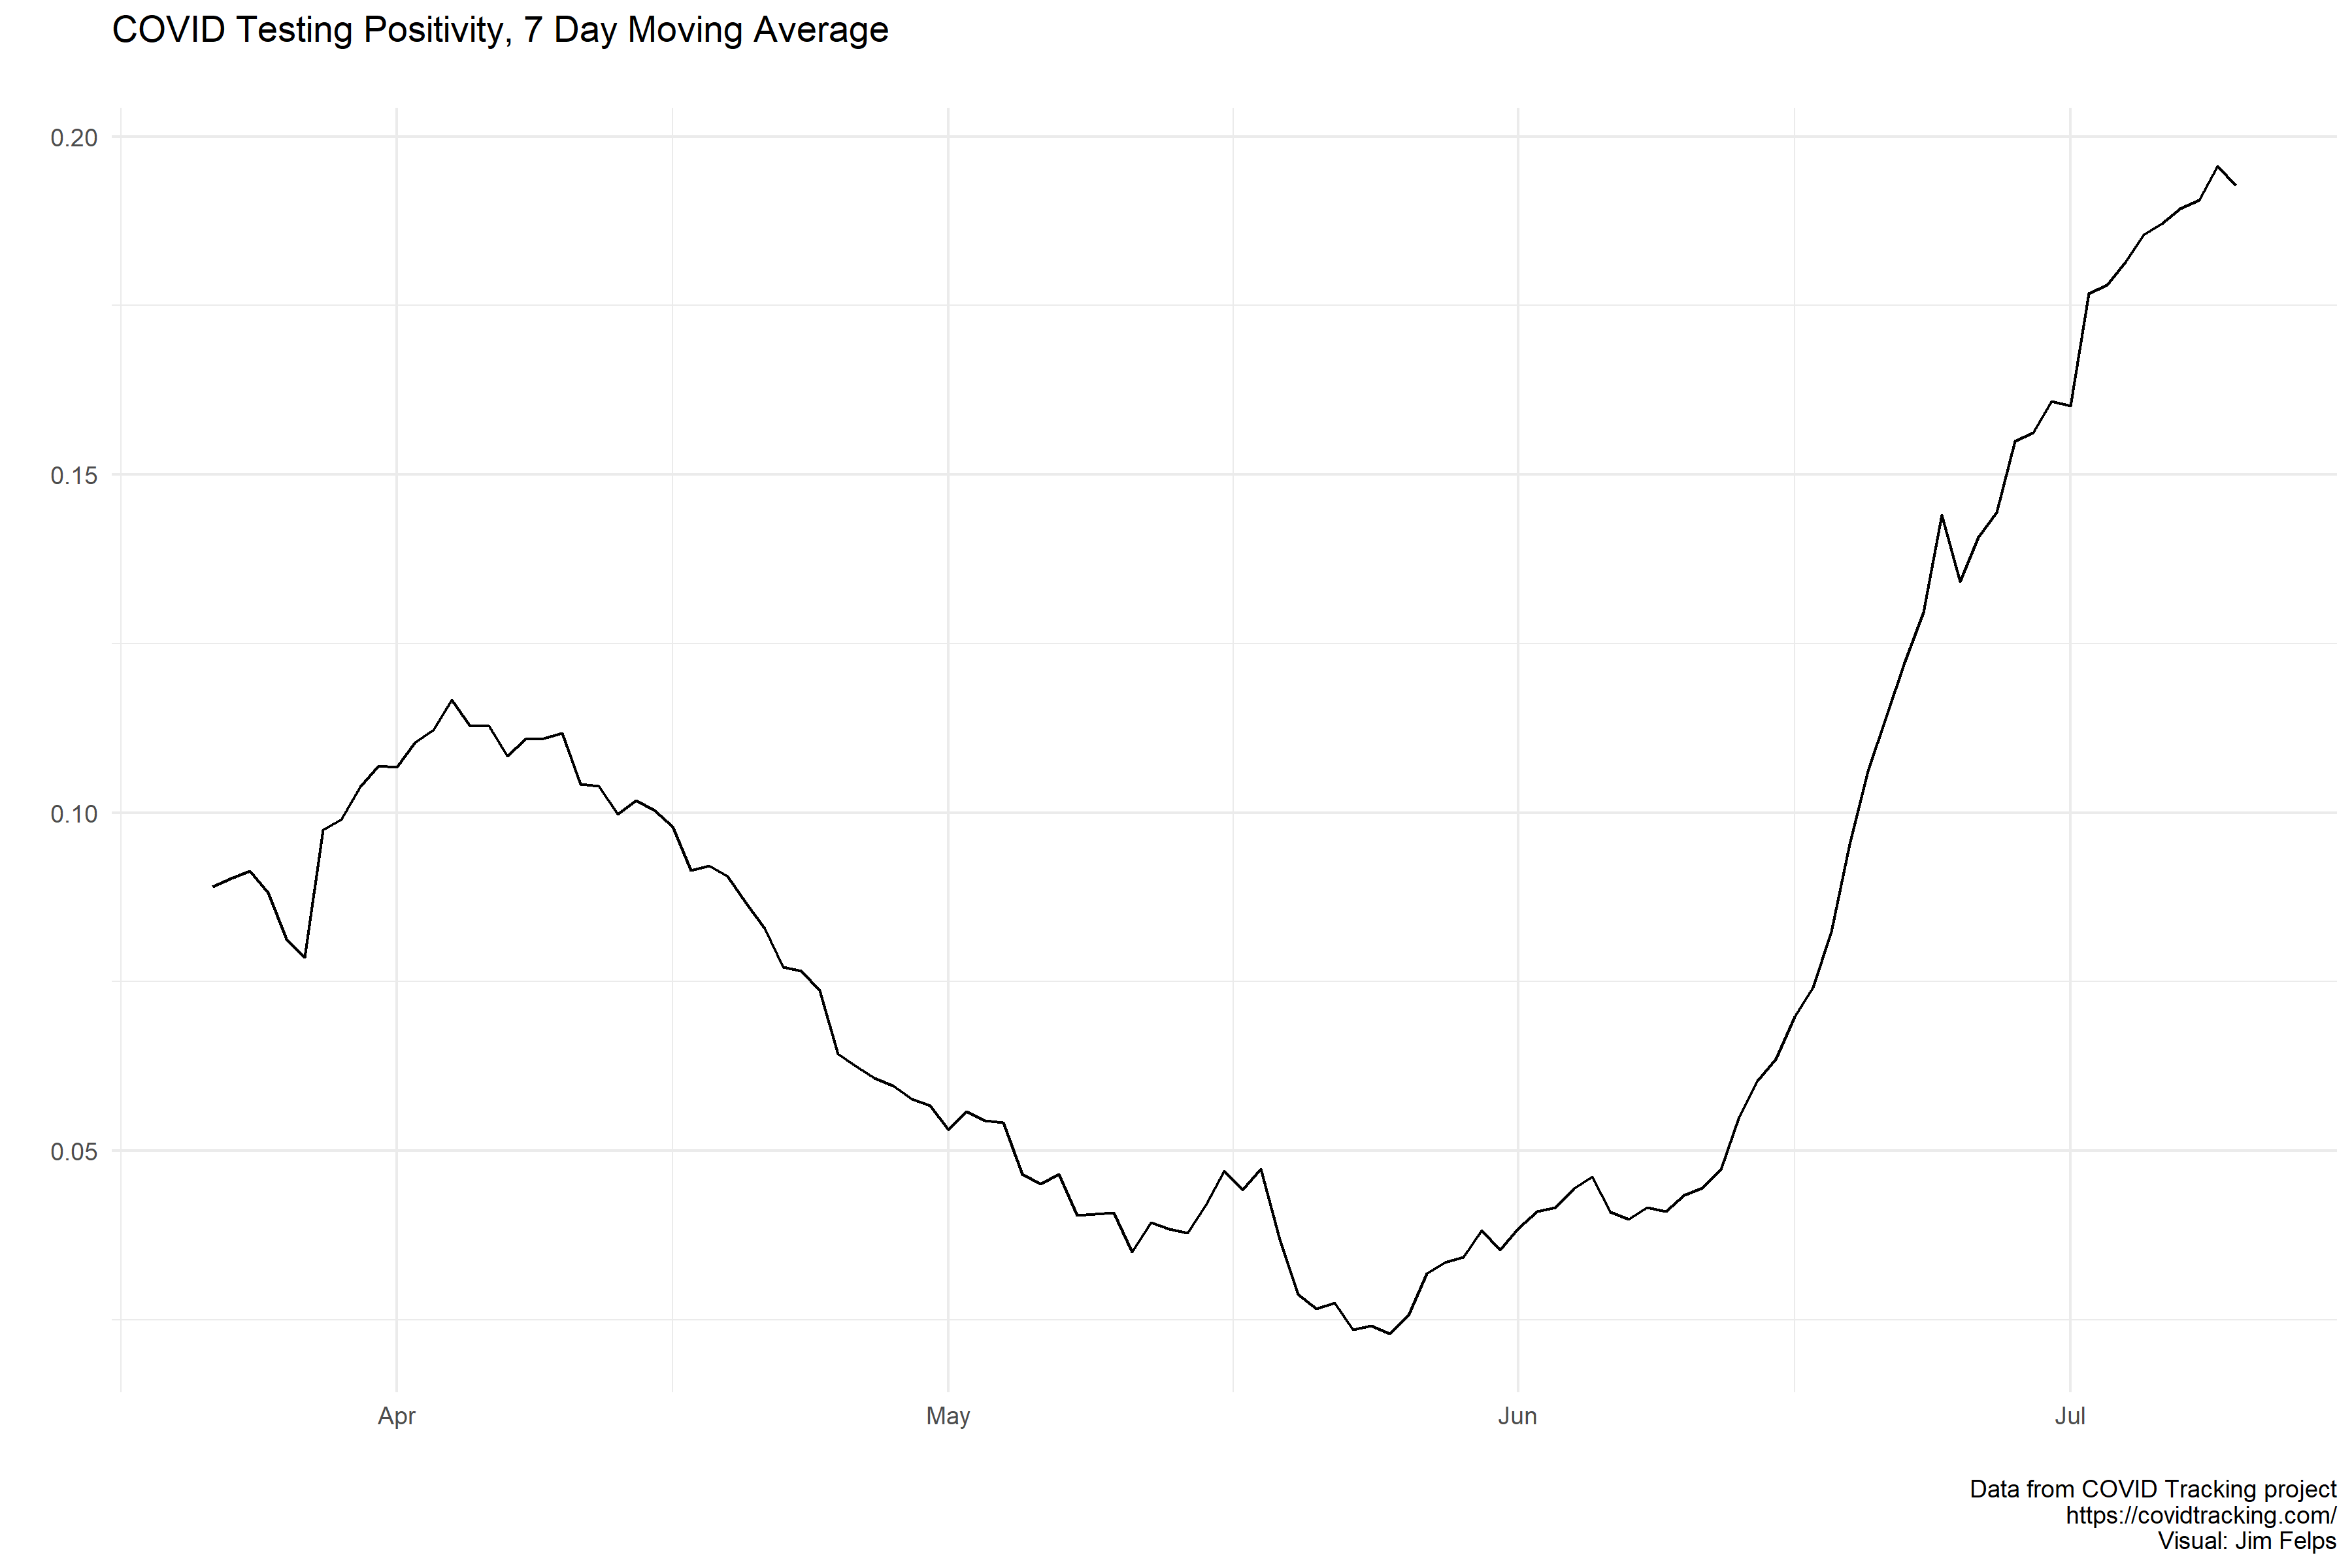 COVID Testing Positivity, 7 Day Moving Average
0.20
0.15
0.10
0.05
Apr May Jun Jul
Data from COVID Tracking project
https://covidtracking.com/
Visual: Jim Felps